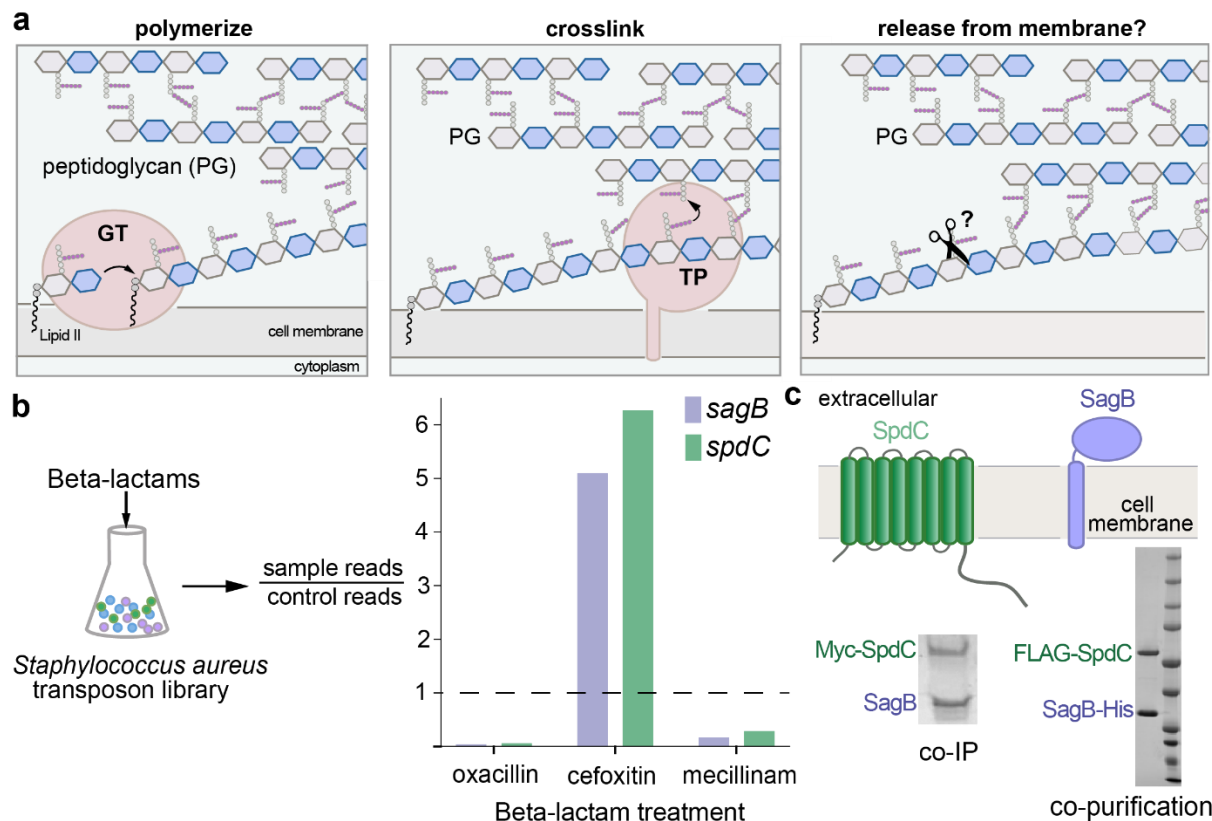 a
polymerize
peptidoglycan (PG)
GT
Lipid II
cell membrane
cytoplasm
crosslink
PG
TP
release from membrane?
PG
?
b
Beta-lactams
Staphylococcus aureus
transposon library
sample reads
control reads
6
5
4
3
2
1
sagB
spdC
oxacillin
cefoxitin
mecillinam
Beta-lactam treatment
c
extracellular
SpdC
SagB
cell
membrane
Myc-SpdC
SagB
co-IP
FLAG-SpdC
SagB-His
co-purification